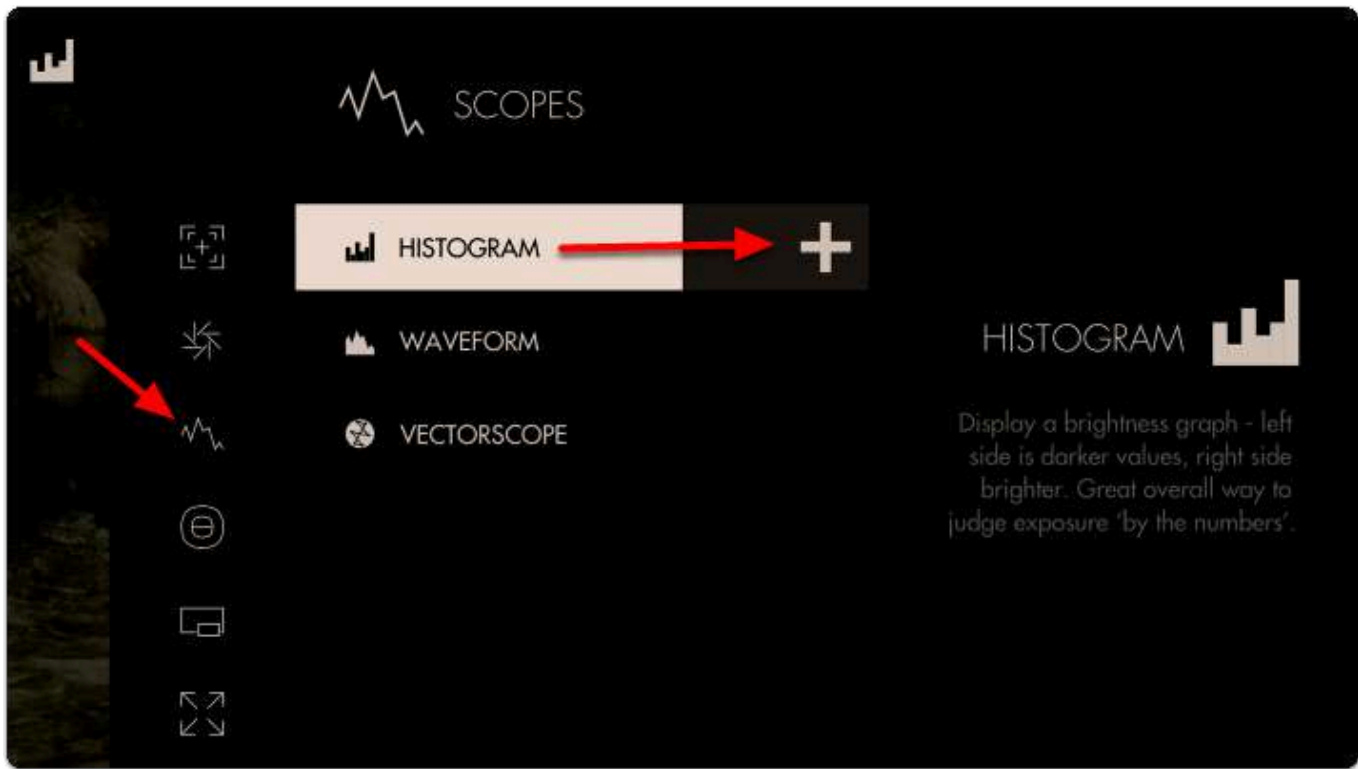 SCOPES
HISTOGRAM
WAVEFORM
VECTORSCOPE
HISTOGRAM
Display a brightness graph - left
side is darker values, right side
brighter. Great overall way to
judge exposure 'by the numbers'.